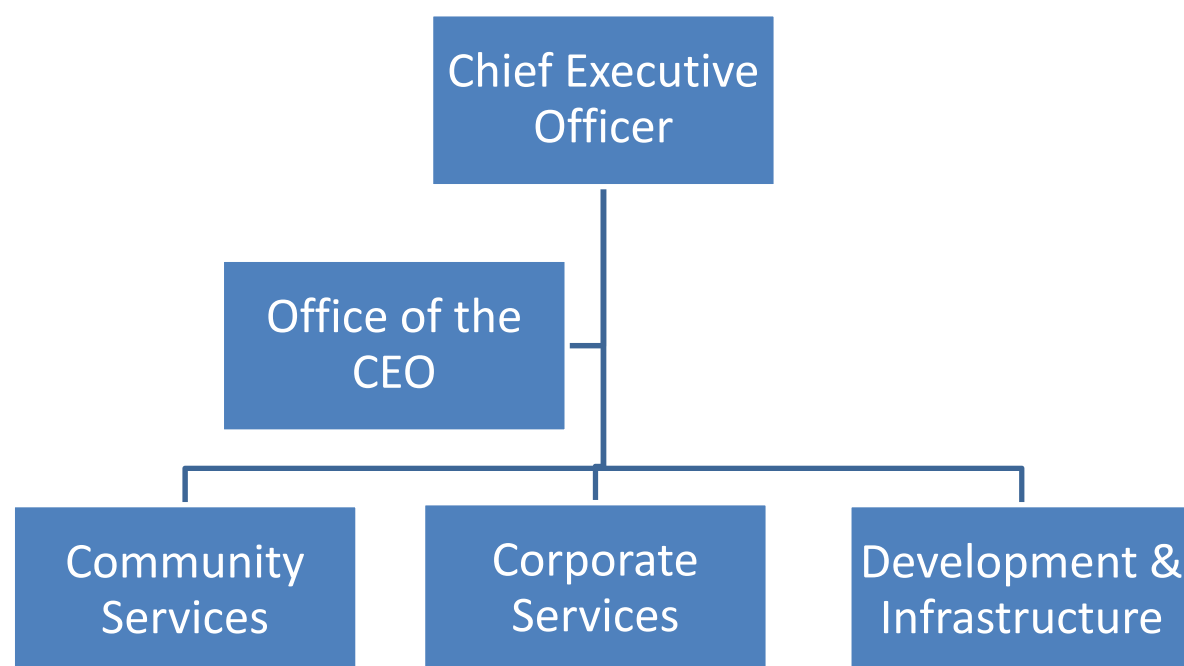 Chief Executive
Officer
Office of the
CEO
Community
Services
Corporate
Services
Development &
Infrastructure